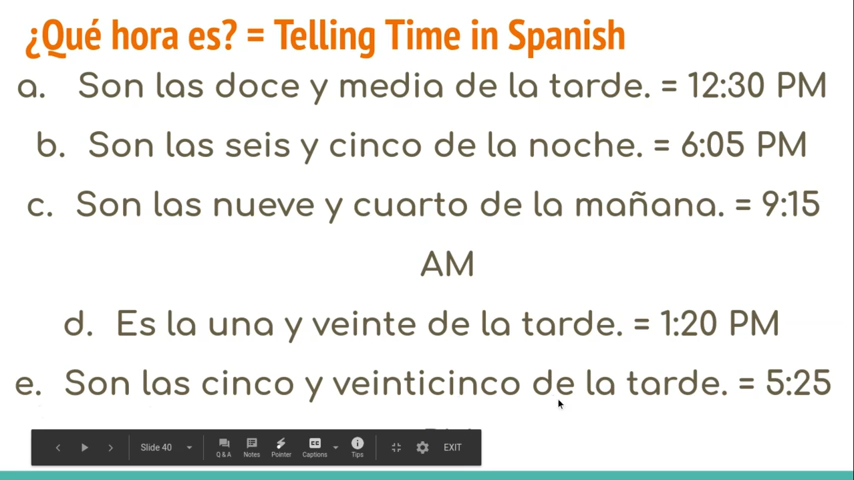 ¿Qué hora es? = Telling Time in Spanish
a. Son las doce y media de la tarde. = 12:30 PM
b. Son las seis y cinco de la noche. = 6:05 PM
c. Son las nueve y cuarto de la mañana. = 9:15
AM
d. Es la una y veinte de la tarde. = 1:20 PM
e. Son las cinco y veinticinco de la tarde. = 5:25
Slide 40 Q & A Notes Pointer Captions Tips EXIT